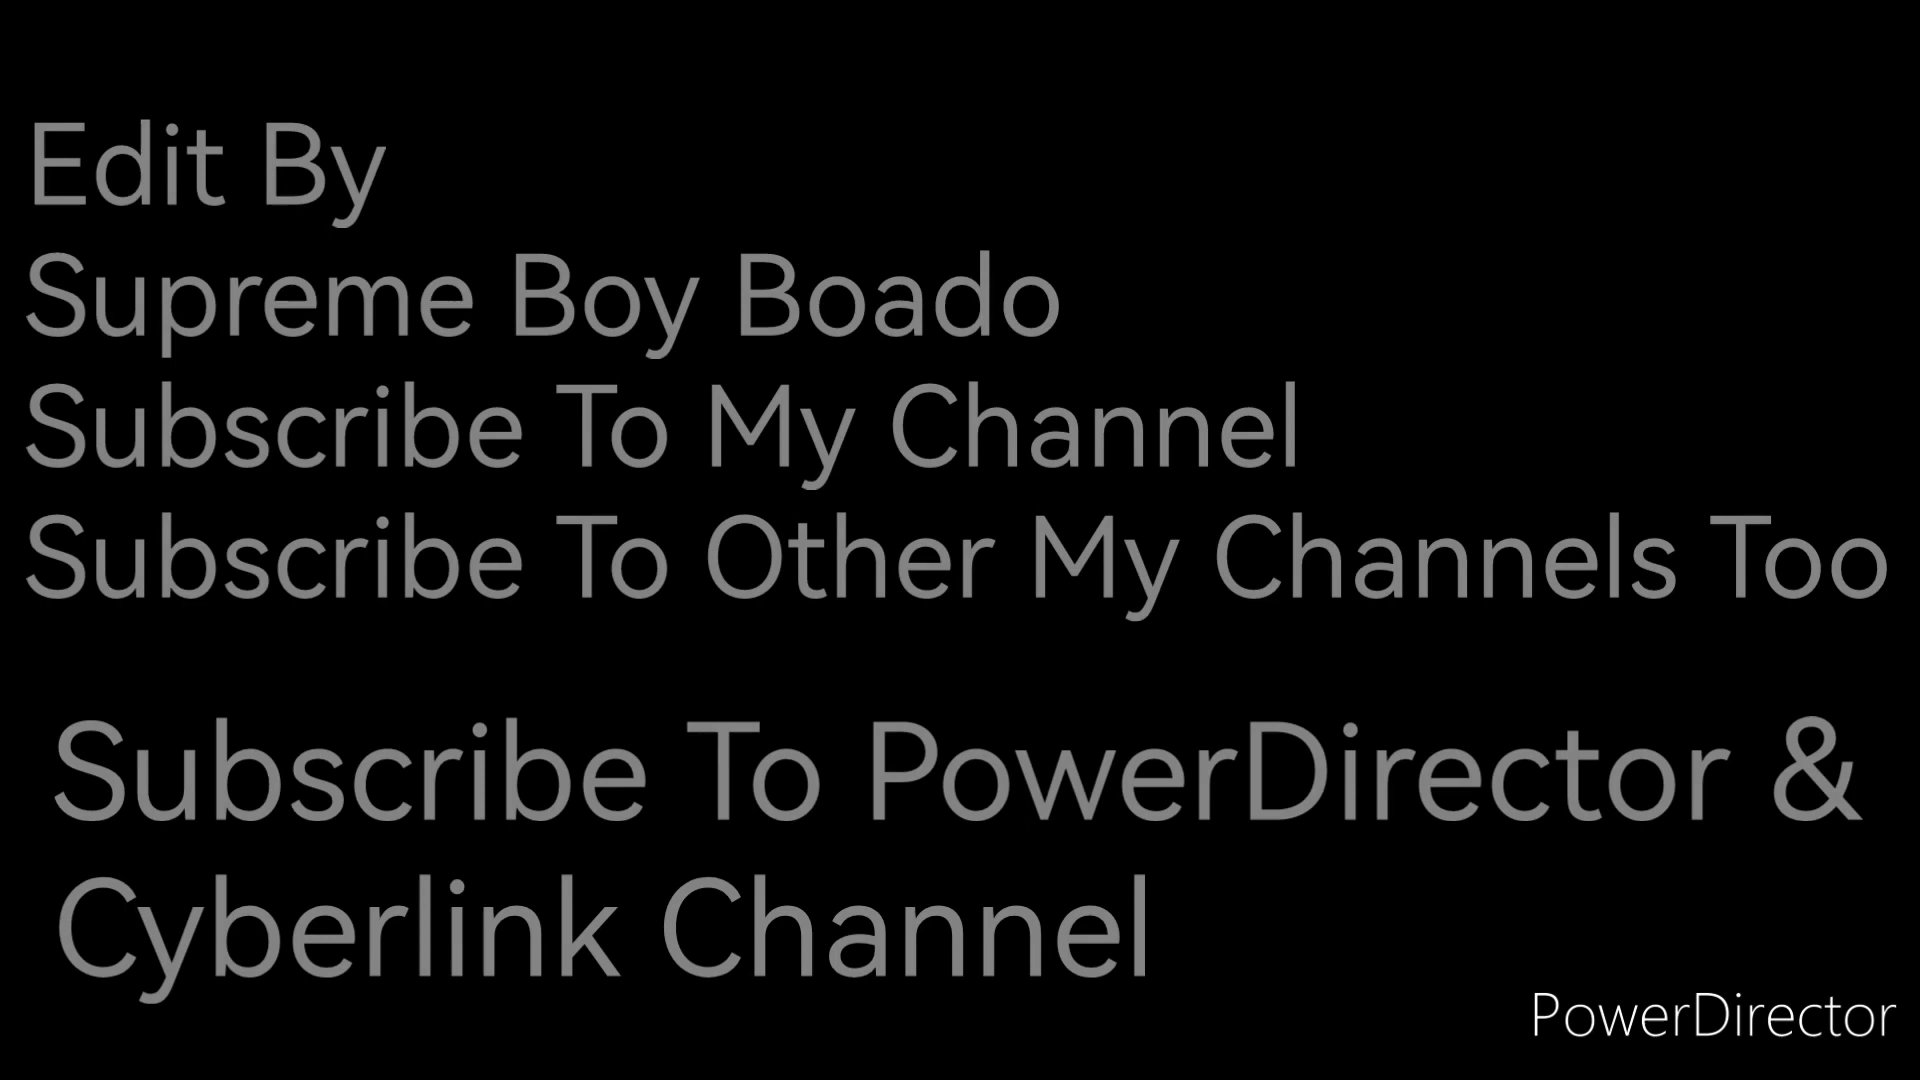 Edit By
Supreme Boy Boado
Subscribe To My Channel
Subscribe To Other My Channels Too
Subscribe To PowerDirector &
Cyberlink Channel
PowerDirector